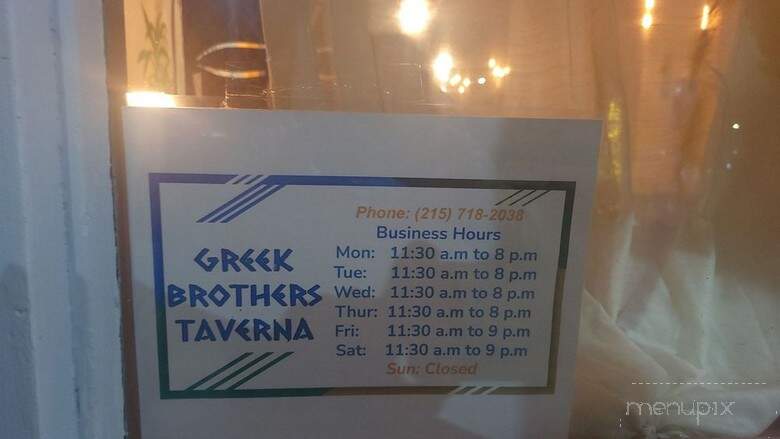 Phone: (215) 718-2038
Business Hours
Mon: 11:30 a.m to 8 p.m
Tue: 11:30 a.m to 8 p.m
Wed: 11:30 a.m to 8 p.m
Thur: 11:30 a.m to 8 p.m
Fri: 11:30 a.m to 9 p.m
Sat: 11:30 a.m to 9 p.m
Sun: Closed
GREEK
BROTHERS
TAVERNA
menupix